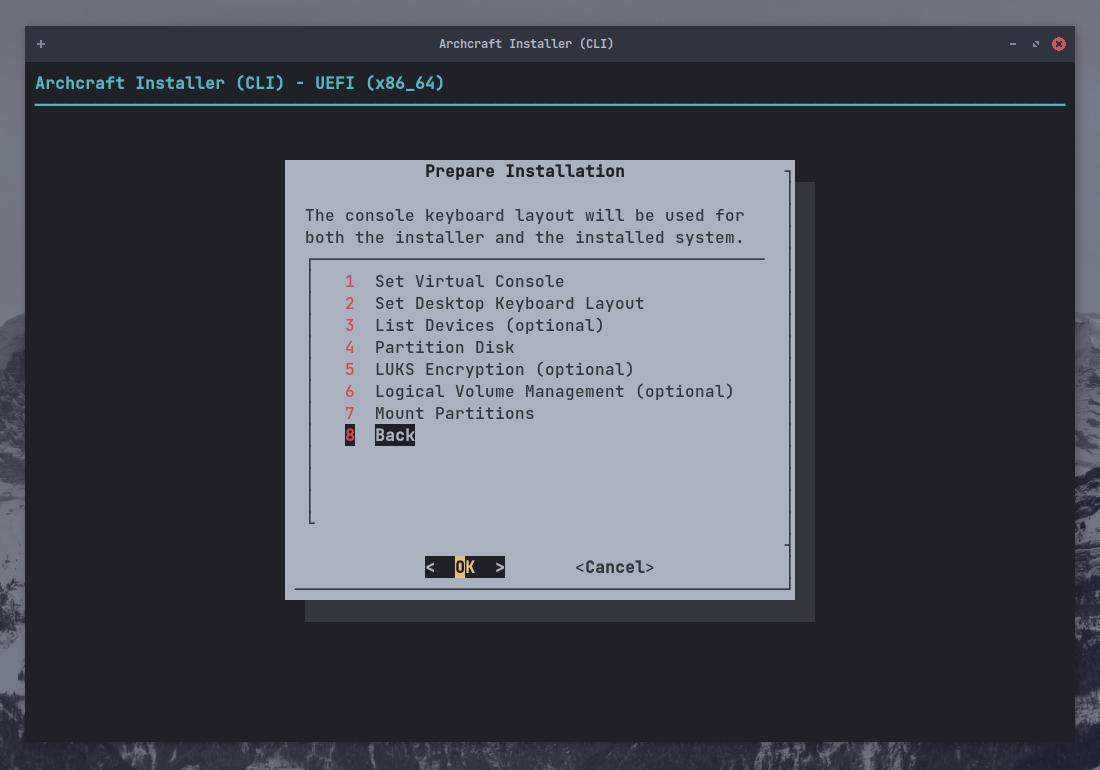 Archcraft Installer (CLI)
Archcraft Installer (CLI) - UEFI (x86_64)
Prepare Installation
The console keyboard layout will be used for
both the installer and the installed system.
1 Set Virtual Console
2 Set Desktop Keyboard Layout
3 List Devices (optional)
4 Partition Disk
5 LUKS Encryption (optional)
6 Logical Volume Management (optional)
7 Mount Partitions
8 Back
< OK > <Cancel>